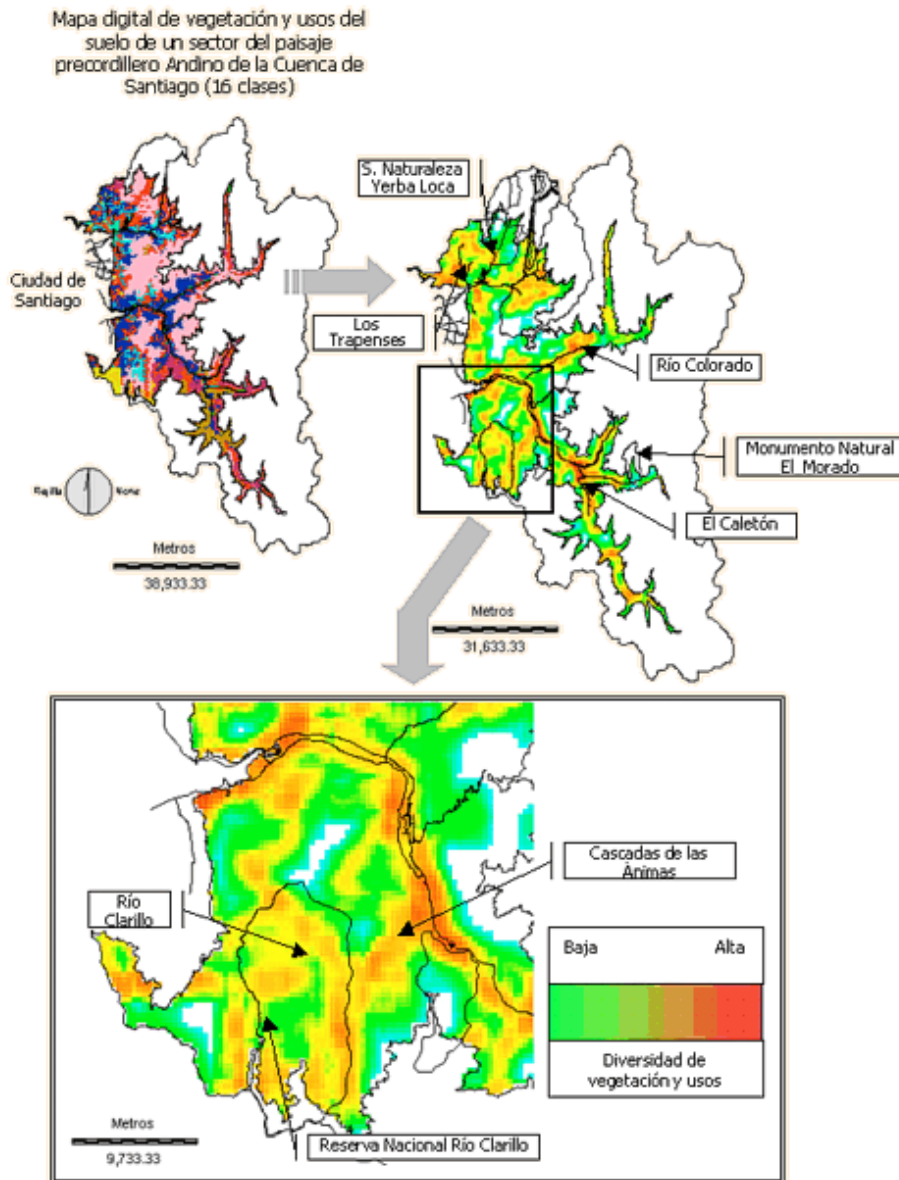 Mapa digital de vegetación y usos del
suelo de un sector del paisaje
precordillero Andino de la Cuenca de
Santiago (16 clases)
S. Naturaleza
Yerba Loca
Ciudad de
Santiago
Los
Trapenses
Río Colorado
Monumento Natural
El Morado
El Caletón
Metros
38,933.33
Metros
31,633.33
Cascadas de las
Ánimas
Río
Clarillo
Baja Alta
Diversidad de
vegetación y usos
Metros
9,733.33
Reserva Nacional Río Clarillo